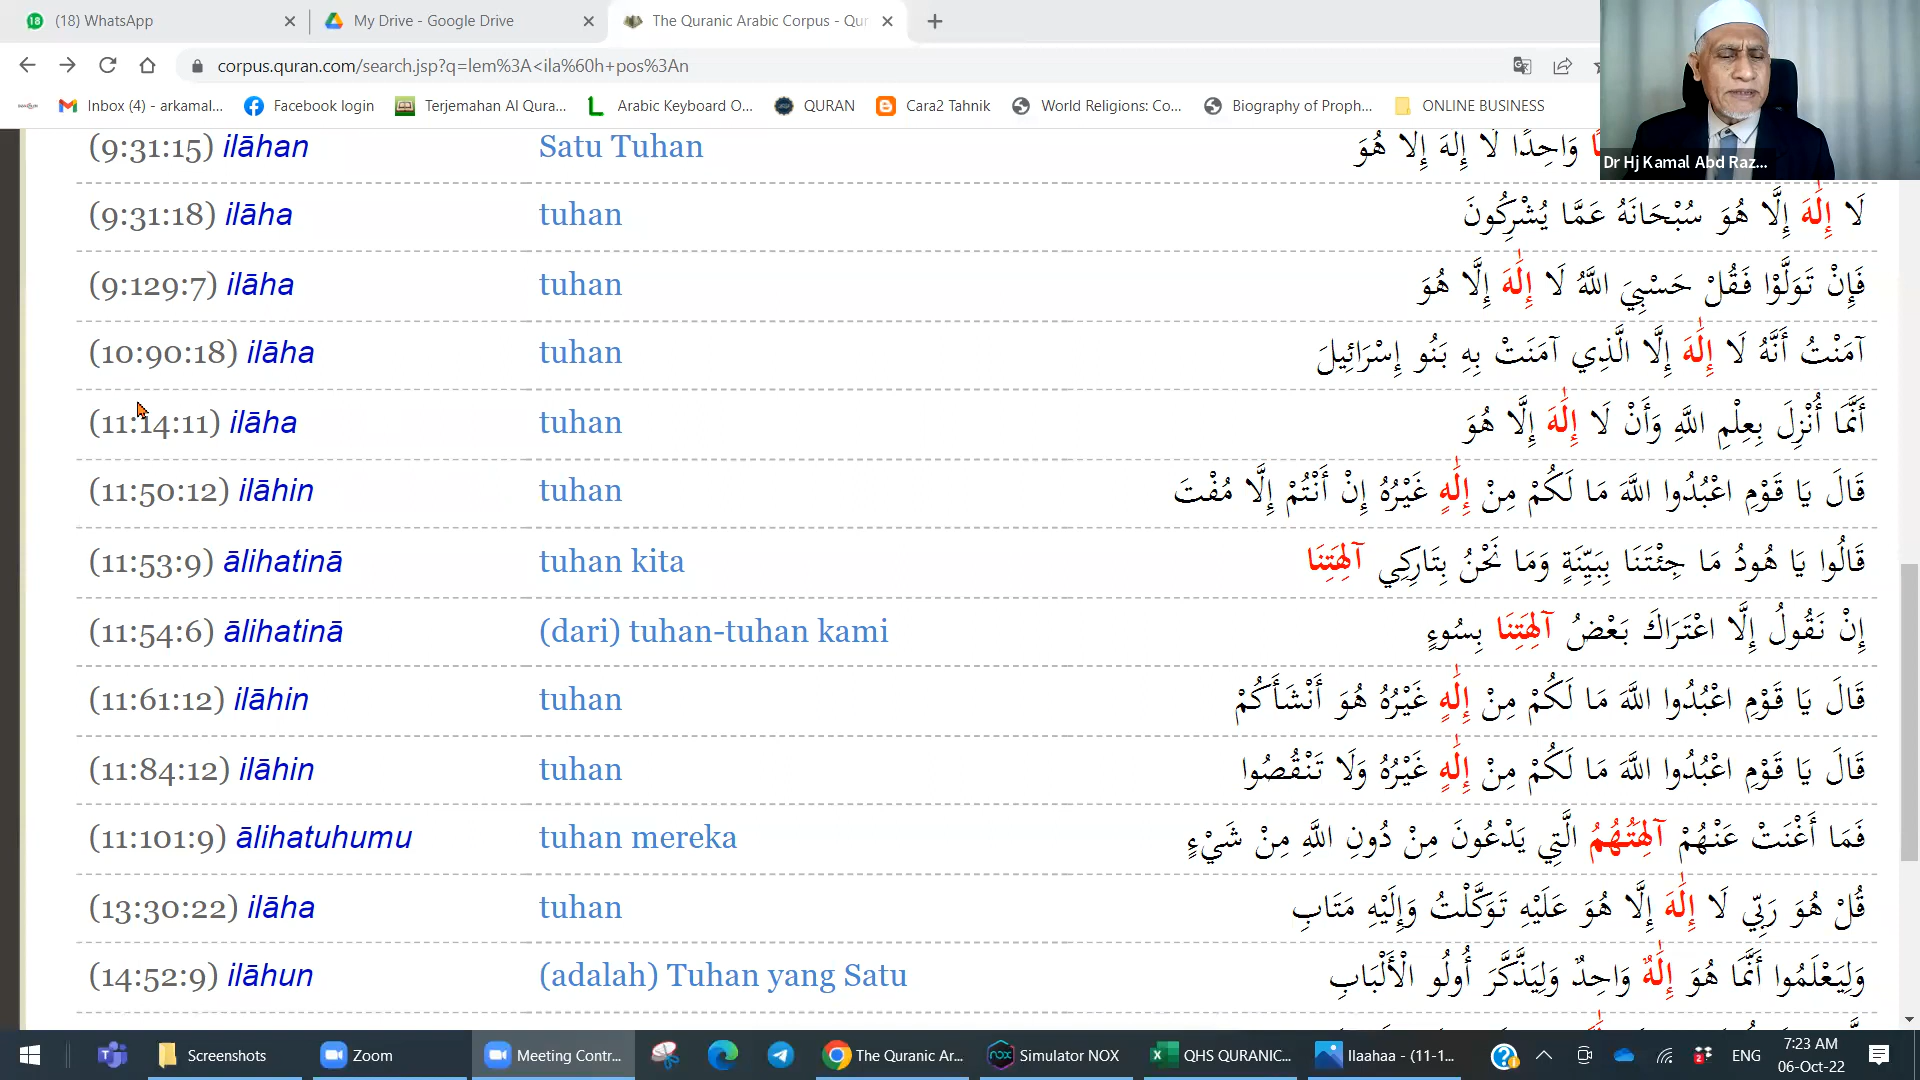 (18) WhatsApp
My Drive - Google Drive
The Quranic Arabic Corpus - Qur
corpus.quran.com/search.jsp?q=lem%3A<ila%60h+pos%3An
Inbox (4) - arkamal...
Facebook login
Terjemahan Al Qura...
Arabic Keyboard O...
QURAN
Cara2 Tahnik
World Religions: Co...
Biography of Proph...
ONLINE BUSINESS
Dr Hj Kamal Abd Raz...
(9:31:15) ilāhan Satu Tuhan وَاحِدًا لَا إِلَهَ إِلَّا هُوَ
(9:31:18) ilāha tuhan لَا إِلَٰهَ إِلَّا هُوَ سُبْحَانَهُ عَمَّا يُشْرِكُونَ
(9:129:7) ilāha tuhan فَإِنْ تَوَلَّوْا فَقُلْ حَسْبِيَ اللَّهُ لَا إِلَٰهَ إِلَّا هُوَ
(10:90:18) ilāha tuhan آمَنْتُ أَنَّهُ لَا إِلَٰهَ إِلَّا الَّذِي آمَنَتْ بِهِ بَنُو إِسْرَائِيلَ
(11:14:11) ilāha tuhan أَنَّمَا أُنْزِلَ بِعِلْمِ اللَّهِ وَأَنْ لَا إِلَٰهَ إِلَّا هُوَ
(11:50:12) ilāhin tuhan قَالَ يَا قَوْمِ اعْبُدُوا اللَّهَ مَا لَكُمْ مِنْ إِلَٰهٍ غَيْرُهُ إِنْ أَنْتُمْ إِلَّا مُفْتَ
(11:53:9) ālihatinā tuhan kita قَالُوا يَا هُودُ مَا جِئْتَنَا بِبَيِّنَةٍ وَمَا نَحْنُ بِتَارِكِي آلِهَتِنَا
(11:54:6) ālihatinā (dari) tuhan-tuhan kami إِنْ نَقُولُ إِلَّا اعْتَرَاكَ بَعْضُ آلِهَتِنَا بِسُوءٍ
(11:61:12) ilāhin tuhan قَالَ يَا قَوْمِ اعْبُدُوا اللَّهَ مَا لَكُمْ مِنْ إِلَٰهٍ غَيْرُهُ هُوَ أَنْشَأَكُمْ
(11:84:12) ilāhin tuhan قَالَ يَا قَوْمِ اعْبُدُوا اللَّهَ مَا لَكُمْ مِنْ إِلَٰهٍ غَيْرُهُ وَلَا تَنْقُصُوا
(11:101:9) ālihatuhumu tuhan mereka فَمَا أَغْنَتْ عَنْهُمْ آلِهَتُهُمُ الَّتِي يَدْعُونَ مِنْ دُونِ اللَّهِ مِنْ شَيْءٍ
(13:30:22) ilāha tuhan قُلْ هُوَ رَبِّي لَا إِلَٰهَ إِلَّا هُوَ عَلَيْهِ تَوَكَّلْتُ وَإِلَيْهِ مَتَابِ
(14:52:9) ilāhun (adalah) Tuhan yang Satu وَلِيَعْلَمُوا أَنَّمَا هُوَ إِلَٰهٌ وَاحِدٌ وَلِيَذَّكَّرَ أُولُو الْأَلْبَابِ
Screenshots
Zoom
Meeting Contr...
The Quranic Ar...
Simulator NOX
QHS QURANIC...
Ilaahaa - (11-1...
ENG
7:23 AM
06-Oct-22